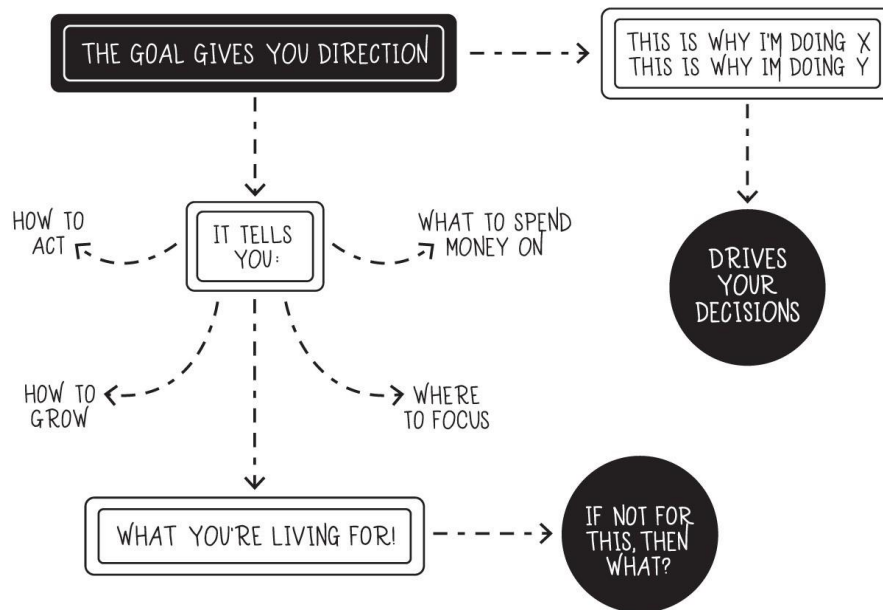 THE GOAL GIVES YOU DIRECTION
THIS IS WHY I'M DOING X
THIS IS WHY IM DOING Y
HOW TO
ACT
IT TELLS
YOU:
WHAT TO SPEND
MONEY ON
DRIVES
YOUR
DECISIONS
HOW TO
GROW
WHERE
TO FOCUS
WHAT YOU'RE LIVING FOR!
IF NOT FOR
THIS, THEN
WHAT?